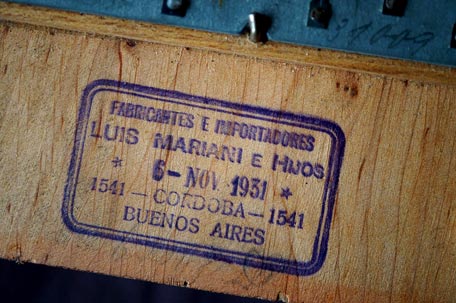 FABRICANTES E IMPORTADORES
LUIS MARIANI E HIJOS
* 6-NOV. 1931 *
1541-CORDOBA-1541
BUENOS AIRES